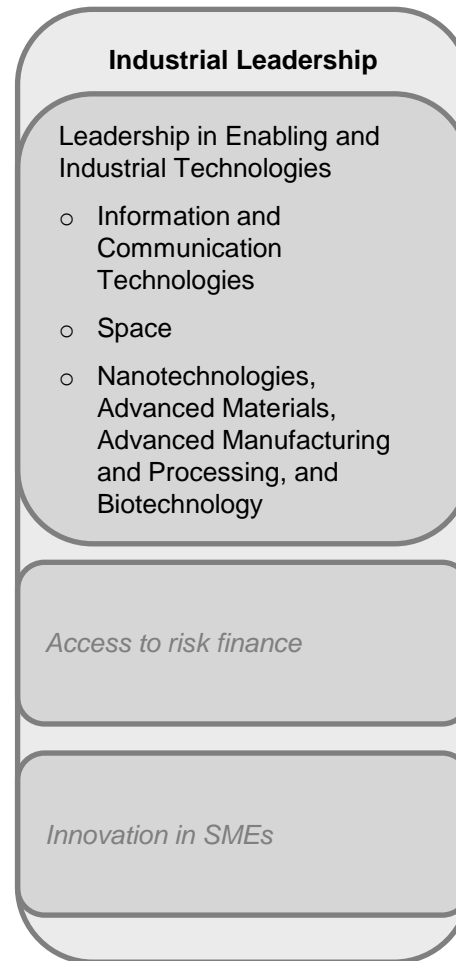 Industrial Leadership
Leadership in Enabling and
Industrial Technologies
o Information and
Communication
Technologies
o Space
o Nanotechnologies,
Advanced Materials,
Advanced Manufacturing
and Processing, and
Biotechnology
Access to risk finance
Innovation in SMEs